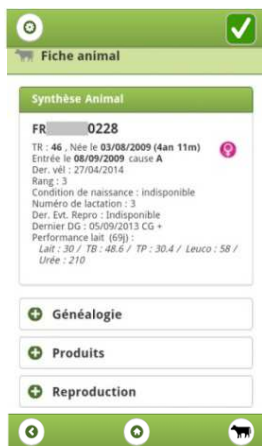 Fiche animal
Synthèse Animal
FR 0228
TR : 46 , Née le 03/08/2009 (4an 11m)
Entrée le 08/09/2009 cause A
Der. vél : 27/04/2014
Rang : 3
Condition de naissance : indisponible
Numéro de lactation : 3
Der. Evt. Repro : Indisponible
Dernier DG : 05/09/2013 CG +
Performance lait (69j) :
Lait : 30 / TB : 48.6 / TP : 30.4 / Leuco : 58 /
Urée : 210
Généalogie
Produits
Reproduction